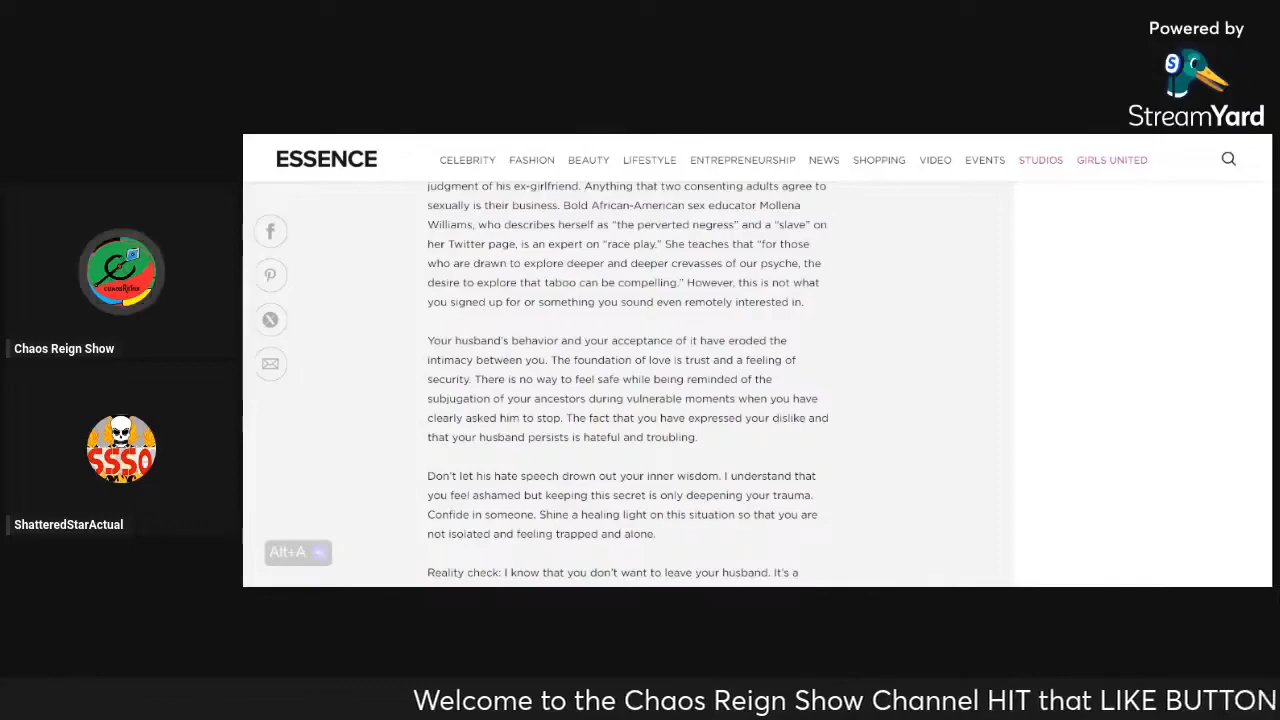 Powered by
StreamYard
ESSENCE
CELEBRITY FASHION BEAUTY LIFESTYLE ENTREPRENEURSHIP NEWS SHOPPING VIDEO EVENTS STUDIOS GIRLS UNITED
judgment of his ex-girlfriend. Anything that two consenting adults agree to
sexually is their business. Bold African-American sex educator Mollena
Williams, who describes herself as “the perverted negress” and a “slave” on
her Twitter page, is an expert on “race play.” She teaches that “for those
who are drawn to explore deeper and deeper crevasses of our psyche, the
desire to explore that taboo can be compelling.” However, this is not what
you signed up for or something you sound even remotely interested in.
Your husband’s behavior and your acceptance of it have eroded the
intimacy between you. The foundation of love is trust and a feeling of
security. There is no way to feel safe while being reminded of the
subjugation of your ancestors during vulnerable moments when you have
clearly asked him to stop. The fact that you have expressed your dislike and
that your husband persists is hateful and troubling.
Don’t let his hate speech drown out your inner wisdom. I understand that
you feel ashamed but keeping this secret is only deepening your trauma.
Confide in someone. Shine a healing light on this situation so that you are
not isolated and feeling trapped and alone.
Reality check: I know that you don’t want to leave your husband. It’s a
Alt+A
Chaos Reign Show
SSSO
ShatteredStarActual
Welcome to the Chaos Reign Show Channel HIT that LIKE BUTTON